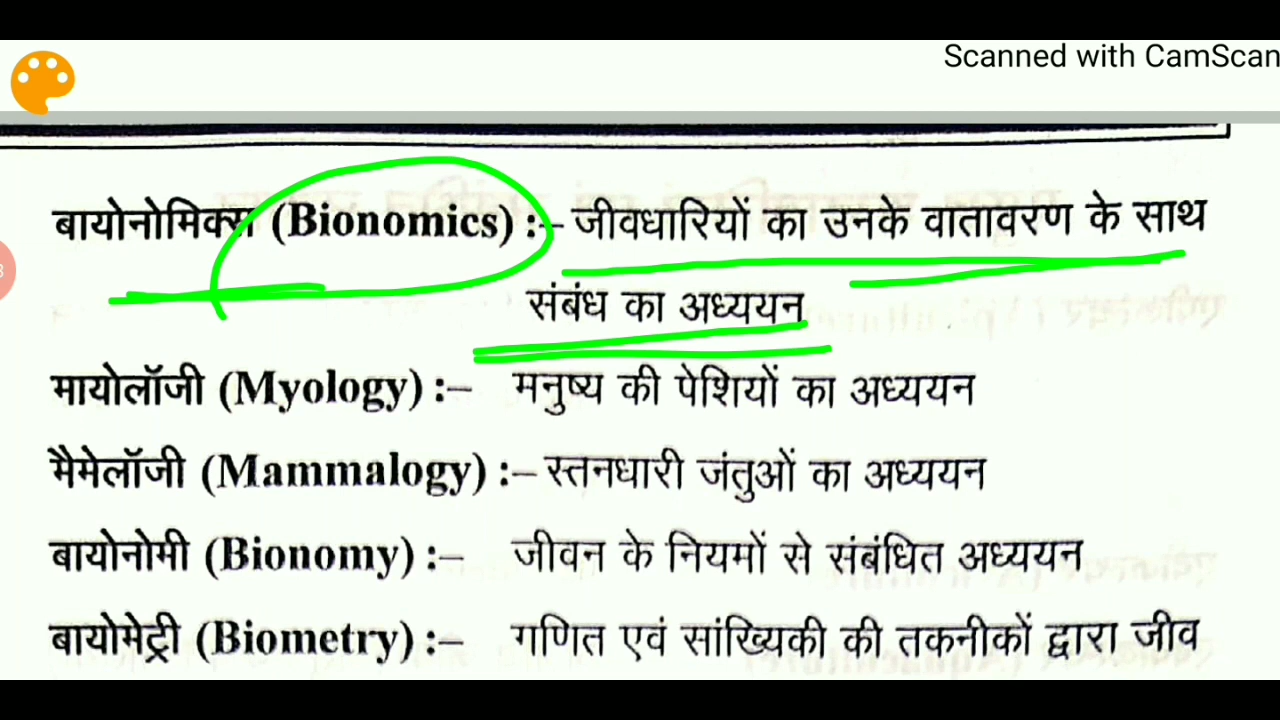 Scanned with CamScan
बायोनोमिक्स (Bionomics) :– जीवधारियों का उनके वातावरण के साथ
संबंध का अध्ययन
मायोलॉजी (Myology) :– मनुष्य की पेशियों का अध्ययन
मैमेलॉजी (Mammalogy) :– स्तनधारी जंतुओं का अध्ययन
बायोनोमी (Bionomy) :– जीवन के नियमों से संबंधित अध्ययन
बायोमेट्री (Biometry) :– गणित एवं सांख्यिकी की तकनीकों द्वारा जीव